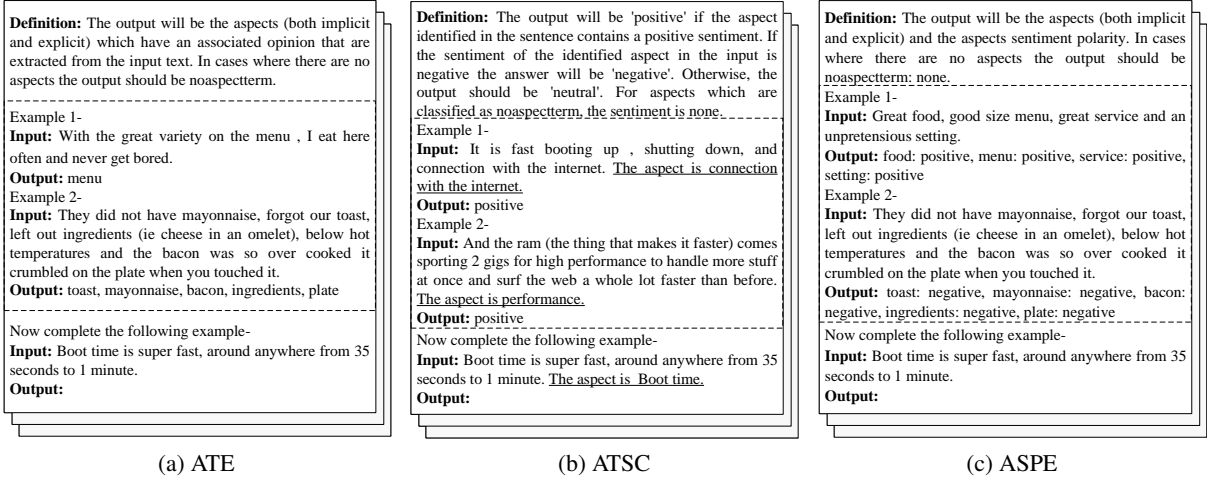 Definition: The output will be the aspects (both implicit
and explicit) which have an associated opinion that are
extracted from the input text. In cases where there are no
aspects the output should be noaspectterm.
Example 1-
Input: With the great variety on the menu , I eat here
often and never get bored.
Output: menu
Example 2-
Input: They did not have mayonnaise, forgot our toast,
left out ingredients (ie cheese in an omelet), below hot
temperatures and the bacon was so over cooked it
crumbled on the plate when you touched it.
Output: toast, mayonnaise, bacon, ingredients, plate
Now complete the following example-
Input: Boot time is super fast, around anywhere from 35
seconds to 1 minute.
Output:
(a) ATE
Definition: The output will be 'positive' if the aspect
identified in the sentence contains a positive sentiment. If
the sentiment of the identified aspect in the input is
negative the answer will be 'negative'. Otherwise, the
output should be 'neutral'. For aspects which are
classified as noaspectterm, the sentiment is none.
Example 1-
Input: It is fast booting up , shutting down, and
connection with the internet. The aspect is connection
with the internet.
Output: positive
Example 2-
Input: And the ram (the thing that makes it faster) comes
sporting 2 gigs for high performance to handle more stuff
at once and surf the web a whole lot faster than before.
The aspect is performance.
Output: positive
Now complete the following example-
Input: Boot time is super fast, around anywhere from 35
seconds to 1 minute. The aspect is Boot time.
Output:
(b) ATSC
Definition: The output will be the aspects (both implicit
and explicit) and the aspects sentiment polarity. In cases
where there are no aspects the output should be
noaspectterm: none.
Example 1-
Input: Great food, good size menu, great service and an
unpretensious setting.
Output: food: positive, menu: positive, service: positive,
setting: positive
Example 2-
Input: They did not have mayonnaise, forgot our toast,
left out ingredients (ie cheese in an omelet), below hot
temperatures and the bacon was so over cooked it
crumbled on the plate when you touched it.
Output: toast: negative, mayonnaise: negative, bacon:
negative, ingredients: negative, plate: negative
Now complete the following example-
Input: Boot time is super fast, around anywhere from 35
seconds to 1 minute.
Output:
(c) ASPE